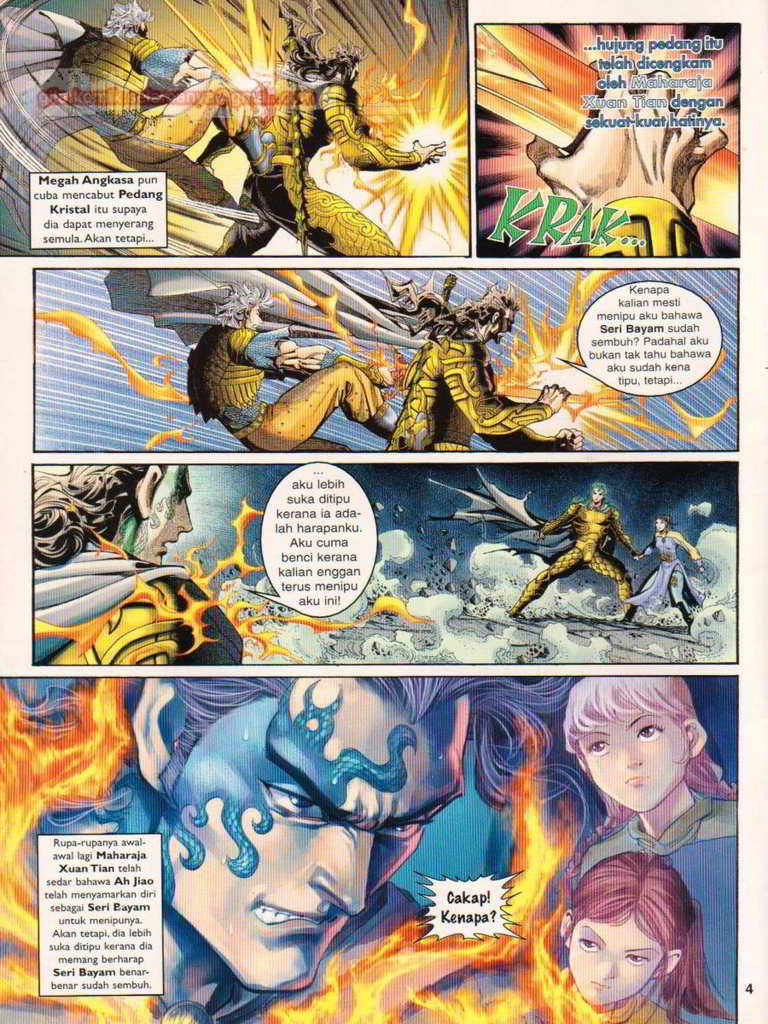 Megah Angkasa pun
cuba mencabut Pedang
Kristal itu supaya
dia dapat menyerang
semula. Akan tetapi...
...hujung pedang itu
telah dicengkam
oleh Maharaja
Xuan Tian dengan
sekuat-kuat hatinya.
KRAK...
Kenapa
kalian mesti
menipu aku bahawa
Seri Bayam sudah
sembuh? Padahal aku
bukan tak tahu bahawa
aku sudah kena
tipu, tetapi...
...
aku lebih
suka ditipu
kerana ia ada-
lah harapanku.
Aku cuma
benci kerana
kalian enggan
terus menipu
aku ini!
Rupa-rupanya awal-
awal lagi Maharaja
Xuan Tian telah
sedar bahawa Ah Jiao
telah menyamarkan diri
sebagai Seri Bayam
untuk menipunya.
Akan tetapi, dia lebih
suka ditipu kerana dia
memang berharap
Seri Bayam benar-
benar sudah sembuh.
Cakap!
Kenapa?
4